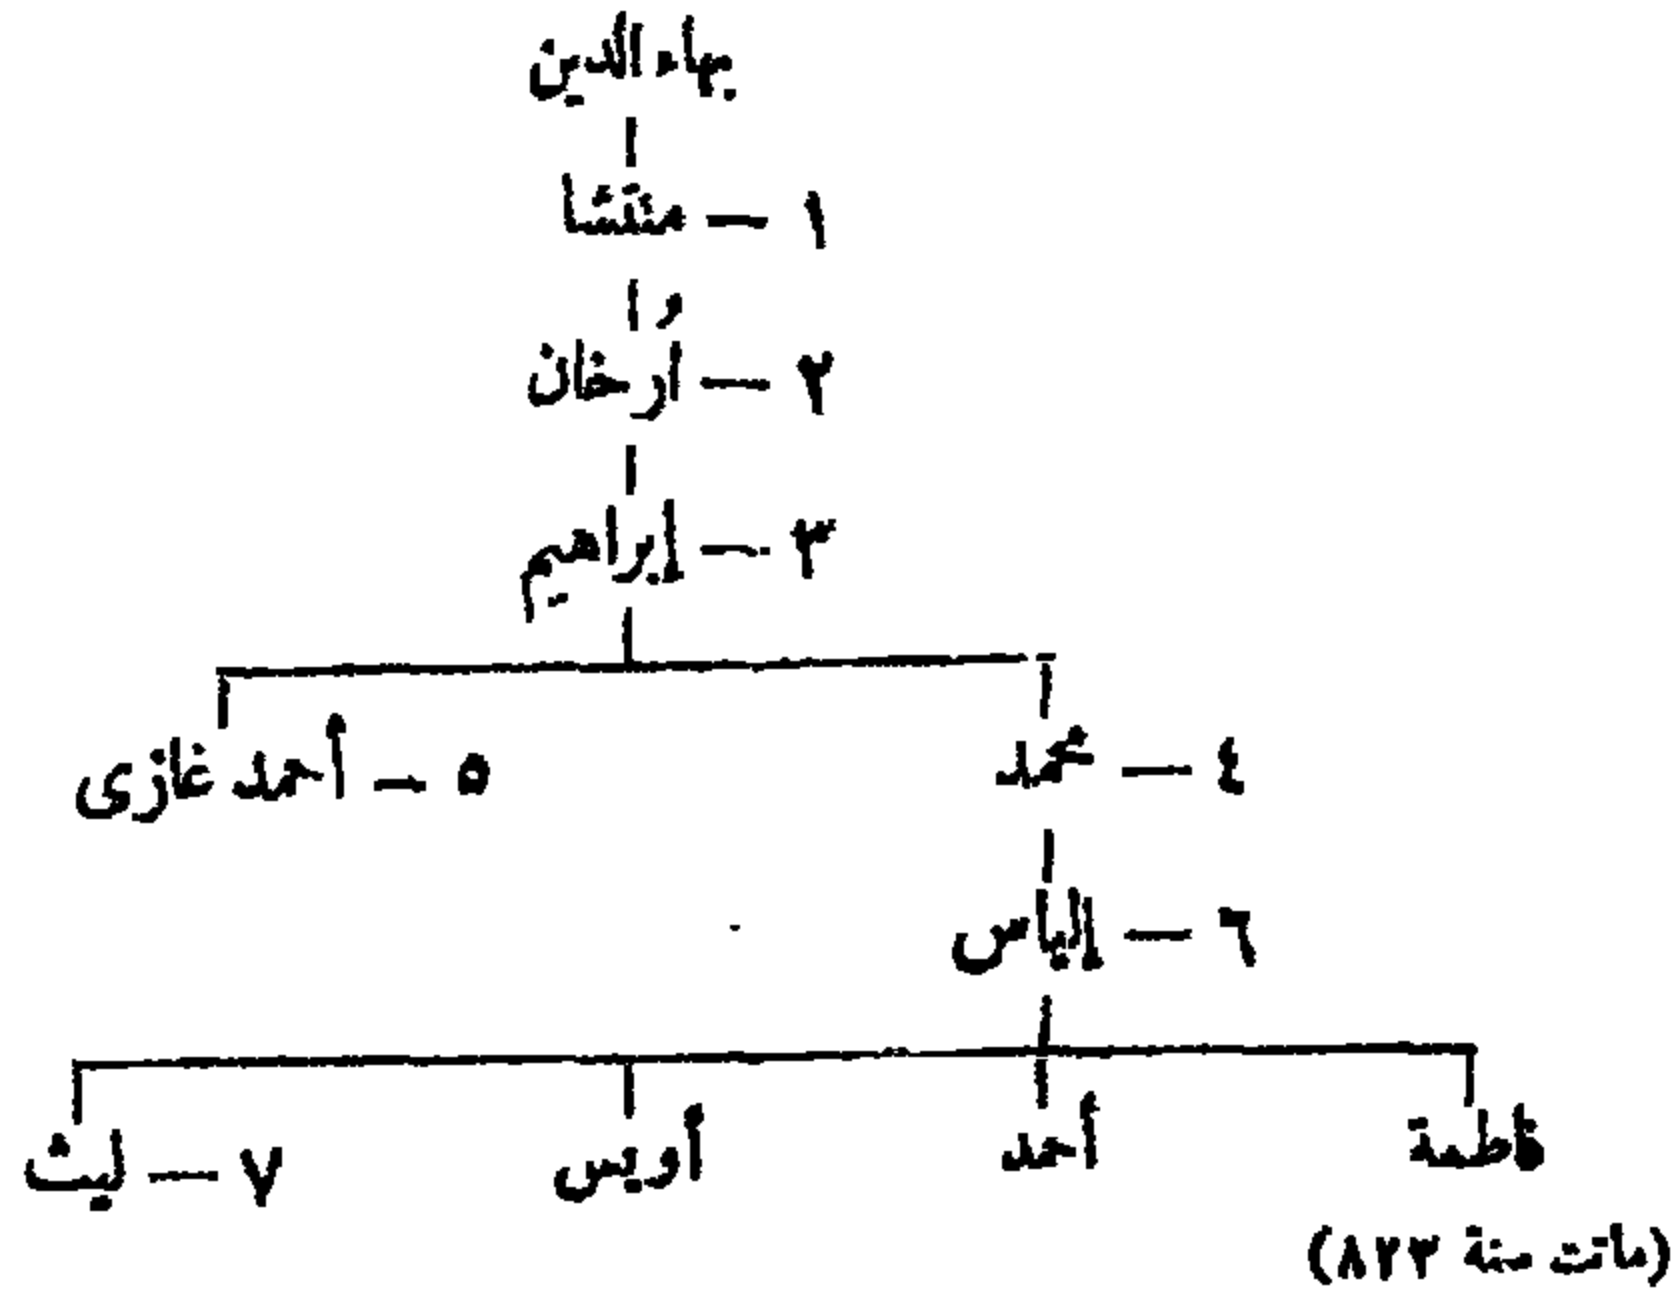 بهاء الدين
١ — منتشا
٢ — أُرخان
٣ — إبراهيم
٤ — محمد
٥ — أحمد غازى
٦ — إلياس
فاطمة
أحمد
أويس
٧ — ليث
(ماتت سنة ٨٢٣)